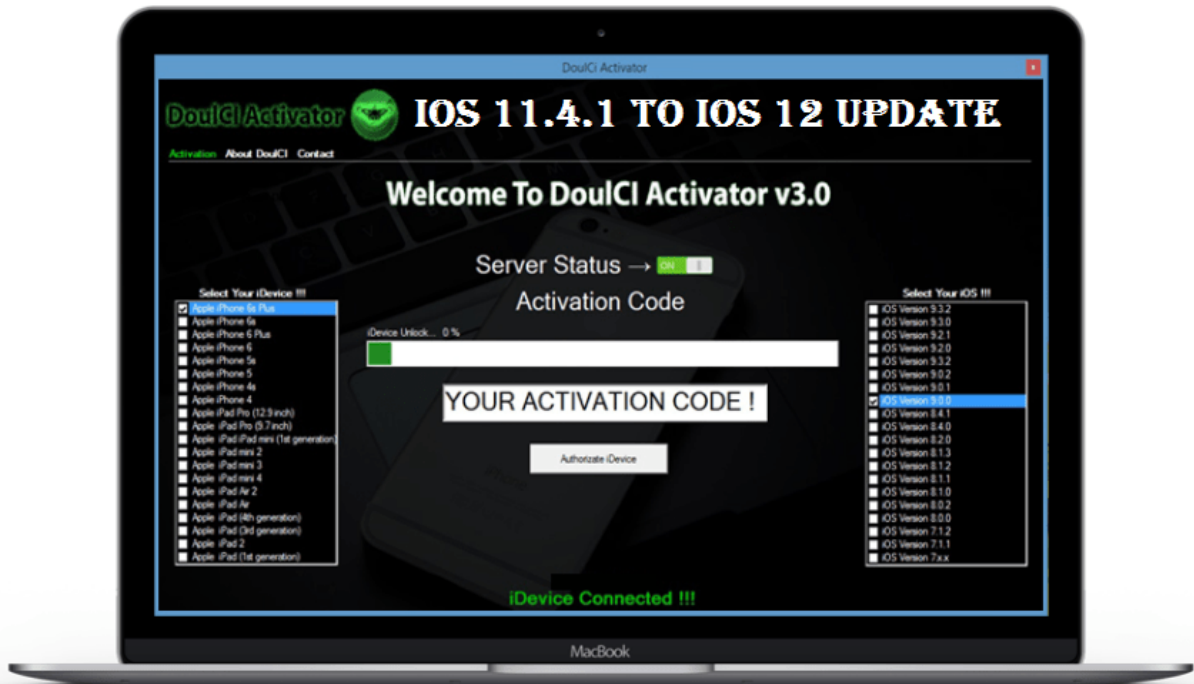 DoulCi Activator
x
DoulCI Activator
IOS 11.4.1 TO IOS 12 UPDATE
Activation About DoulCI Contact
Welcome To DoulCI Activator v3.0
Server Status → ON
Activation Code
Select Your iDevice !!!
Apple iPhone 6s Plus
Apple iPhone 6s
Apple iPhone 6 Plus
Apple iPhone 6
Apple iPhone 5s
Apple iPhone 5
Apple iPhone 4s
Apple iPhone 4
Apple iPad Pro (12.9 inch)
Apple iPad Pro (9.7 inch)
Apple iPad iPad mini (1st generation)
Apple iPad mini 2
Apple iPad mini 3
Apple iPad mini 4
Apple iPad Air 2
Apple iPad Air
Apple iPad (4th generation)
Apple iPad (3rd generation)
Apple iPad 2
Apple iPad (1st generation)
iDevice Unlock... 0 %
YOUR ACTIVATION CODE !
Authorizate iDevice
Select Your iOS !!!
iOS Version 9.3.2
iOS Version 9.3.0
iOS Version 9.2.1
iOS Version 9.2.0
iOS Version 9.3.2
iOS Version 9.0.2
iOS Version 9.0.1
iOS Version 9.0.0
iOS Version 8.4.1
iOS Version 8.4.0
iOS Version 8.2.0
iOS Version 8.1.3
iOS Version 8.1.2
iOS Version 8.1.1
iOS Version 8.1.0
iOS Version 8.0.2
iOS Version 8.0.0
iOS Version 7.1.2
iOS Version 7.1.1
iOS Version 7.x.x
iDevice Connected !!!
MacBook